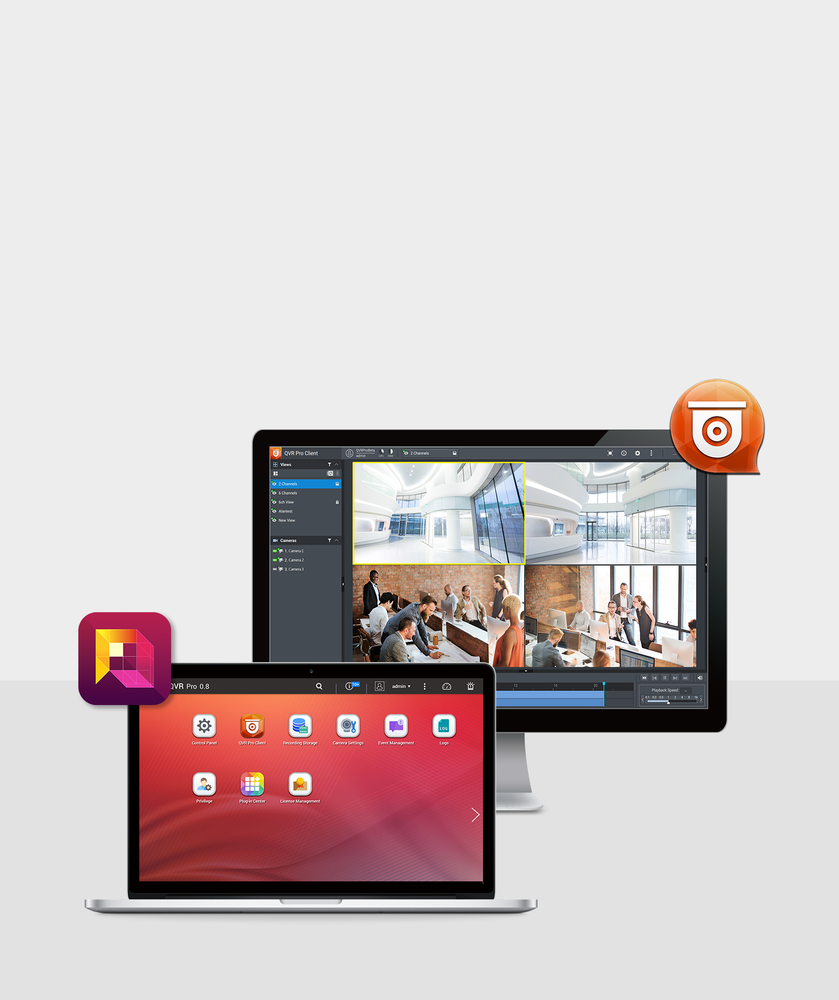 QVR Pro Client
QVRProBeta
admin
CPU
RAM
2 Channels
Views
2 Channels
6 Channels
6ch View
Alantest
New View
Cameras
1. Camera 1
2. Camera 2
3. Camera 3
12
16
20
Playback Speed:
0.1 0.2 0.5 1 2 4 8 16
QVR Pro 0.8
10+
admin
Control Panel
QVR Pro Client
Recording Storage
Camera Settings
Event Management
LOG
Logs
Privilege
Plug-in Center
License Management